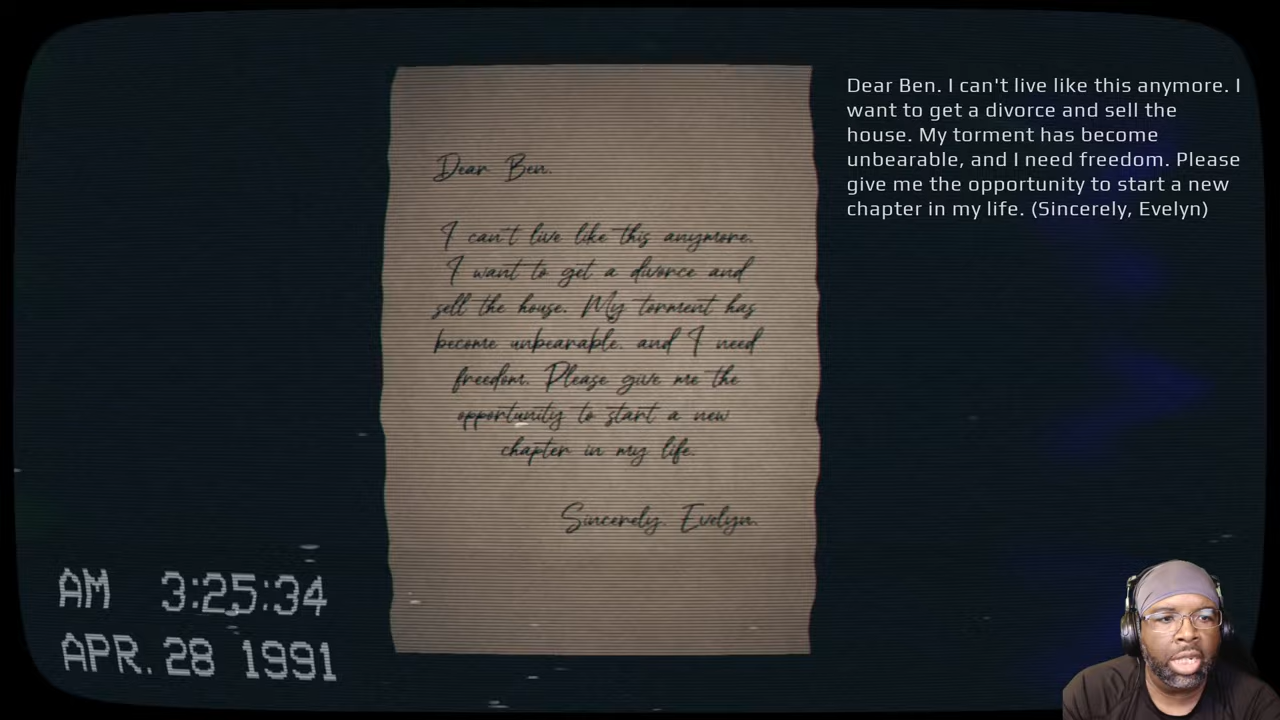 Dear Ben.
I can't live like this anymore.
I want to get a divorce and
sell the house. My torment has
become unbearable. and I need
freedom. Please give me the
opportunity to start a new
chapter in my life.
Sincerely. Evelyn.
Dear Ben. I can't live like this anymore. I
want to get a divorce and sell the
house. My torment has become
unbearable, and I need freedom. Please
give me the opportunity to start a new
chapter in my life. (Sincerely, Evelyn)
AM 3:25:34
APR. 28 1991